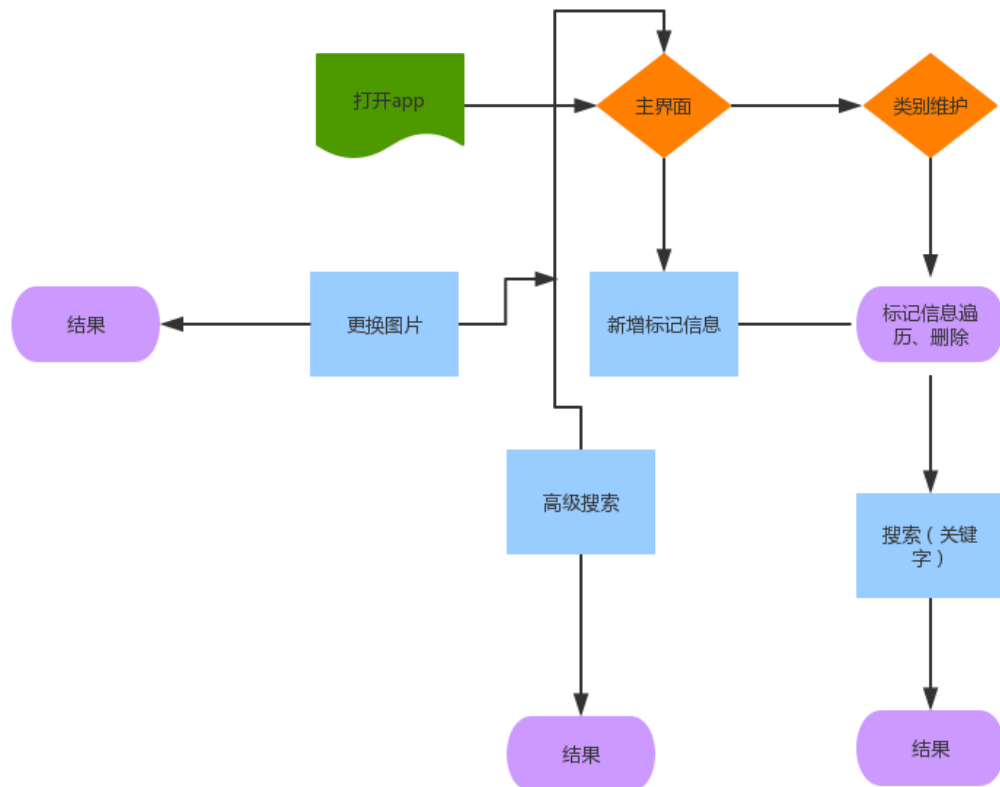 打开app
主界面
类别维护
结果
更换图片
新增标记信息
标记信息遍
历、删除
高级搜索
搜索（关键
字）
结果
结果